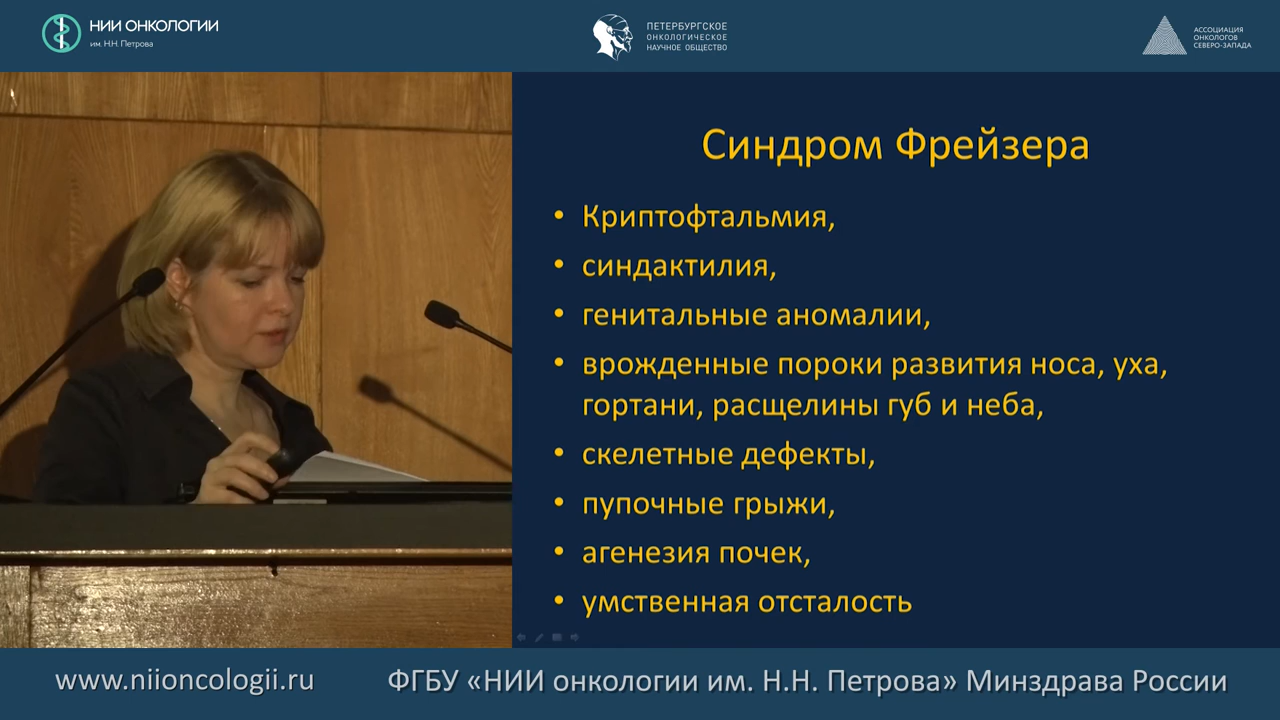 НИИ ОНКОЛОГИИ
им. Н.Н. Петрова
ПЕТЕРБУРГСКОЕ
ОНКОЛОГИЧЕСКОЕ
НАУЧНОЕ ОБЩЕСТВО
АССОЦИАЦИЯ
ОНКОЛОГОВ
СЕВЕРО-ЗАПАДА
Синдром Фрейзера
• Криптофтальмия,
• синдактилия,
• генитальные аномалии,
• врожденные пороки развития носа, уха,
гортани, расщелины губ и неба,
• скелетные дефекты,
• пупочные грыжи,
• агенезия почек,
• умственная отсталость
www.niioncologii.ru
ФГБУ «НИИ онкологии им. Н.Н. Петрова» Минздрава России